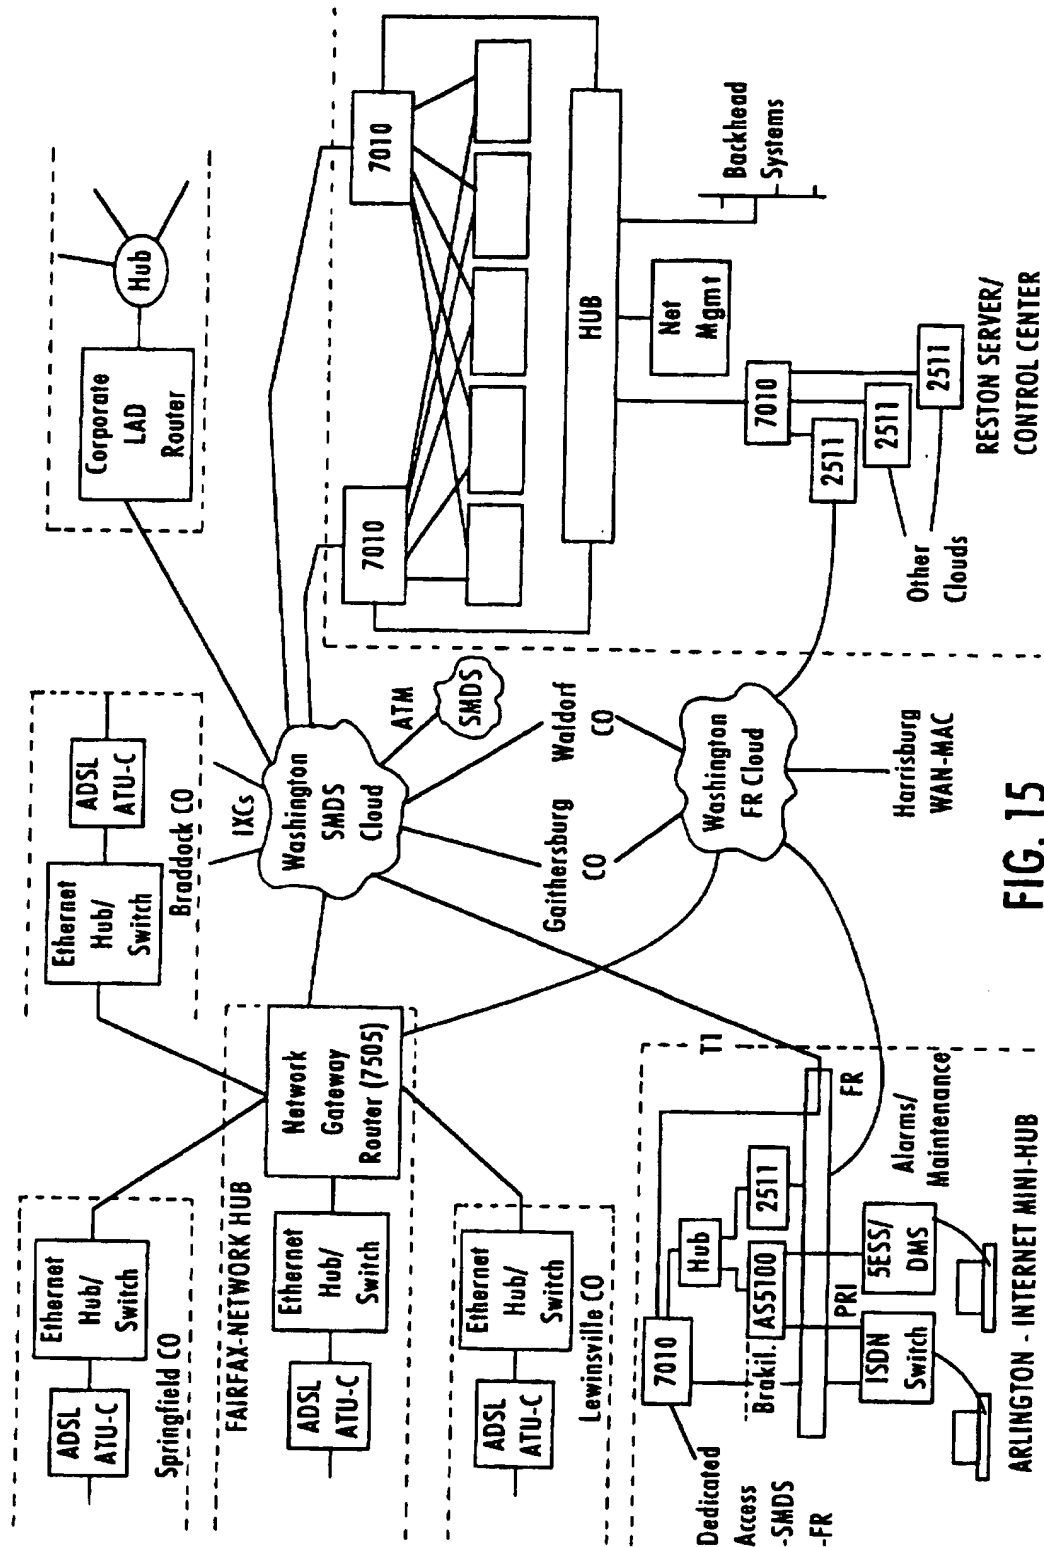 ADSL
ATU-C
Ethernet
Hub/
Switch
Springfield CO
FAIRFAX-NETWORK HUB
ADSL
ATU-C
Ethernet
Hub/
Switch
Network
Gateway
Router (7505)
ADSL
ATU-C
Ethernet
Hub/
Switch
Lewinsville CO
Ethernet
Hub/
Switch
ADSL
ATU-C
Braddock CO
IXCs
Washington
SMDS
Cloud
ATM
SMDS
Corporate
LAD
Router
Hub
7010
7010
HUB
Net
Mgmt
Backhead
Systems
7010
2511
2511
2511
Other
Clouds
RESTON SERVER/
CONTROL CENTER
Gaithersburg
CO
Waldorf
CO
Washington
FR Cloud
Harrisburg
WAN-MAC
Dedicated
Access
-SMDS
-FR
7010
Hub
Brakil.
AS5100
2511
T1
FR
PRI
ISDN
Switch
5ESS/
DMS
Alarms/
Maintenance
ARLINGTON - INTERNET MINI-HUB
FIG. 15